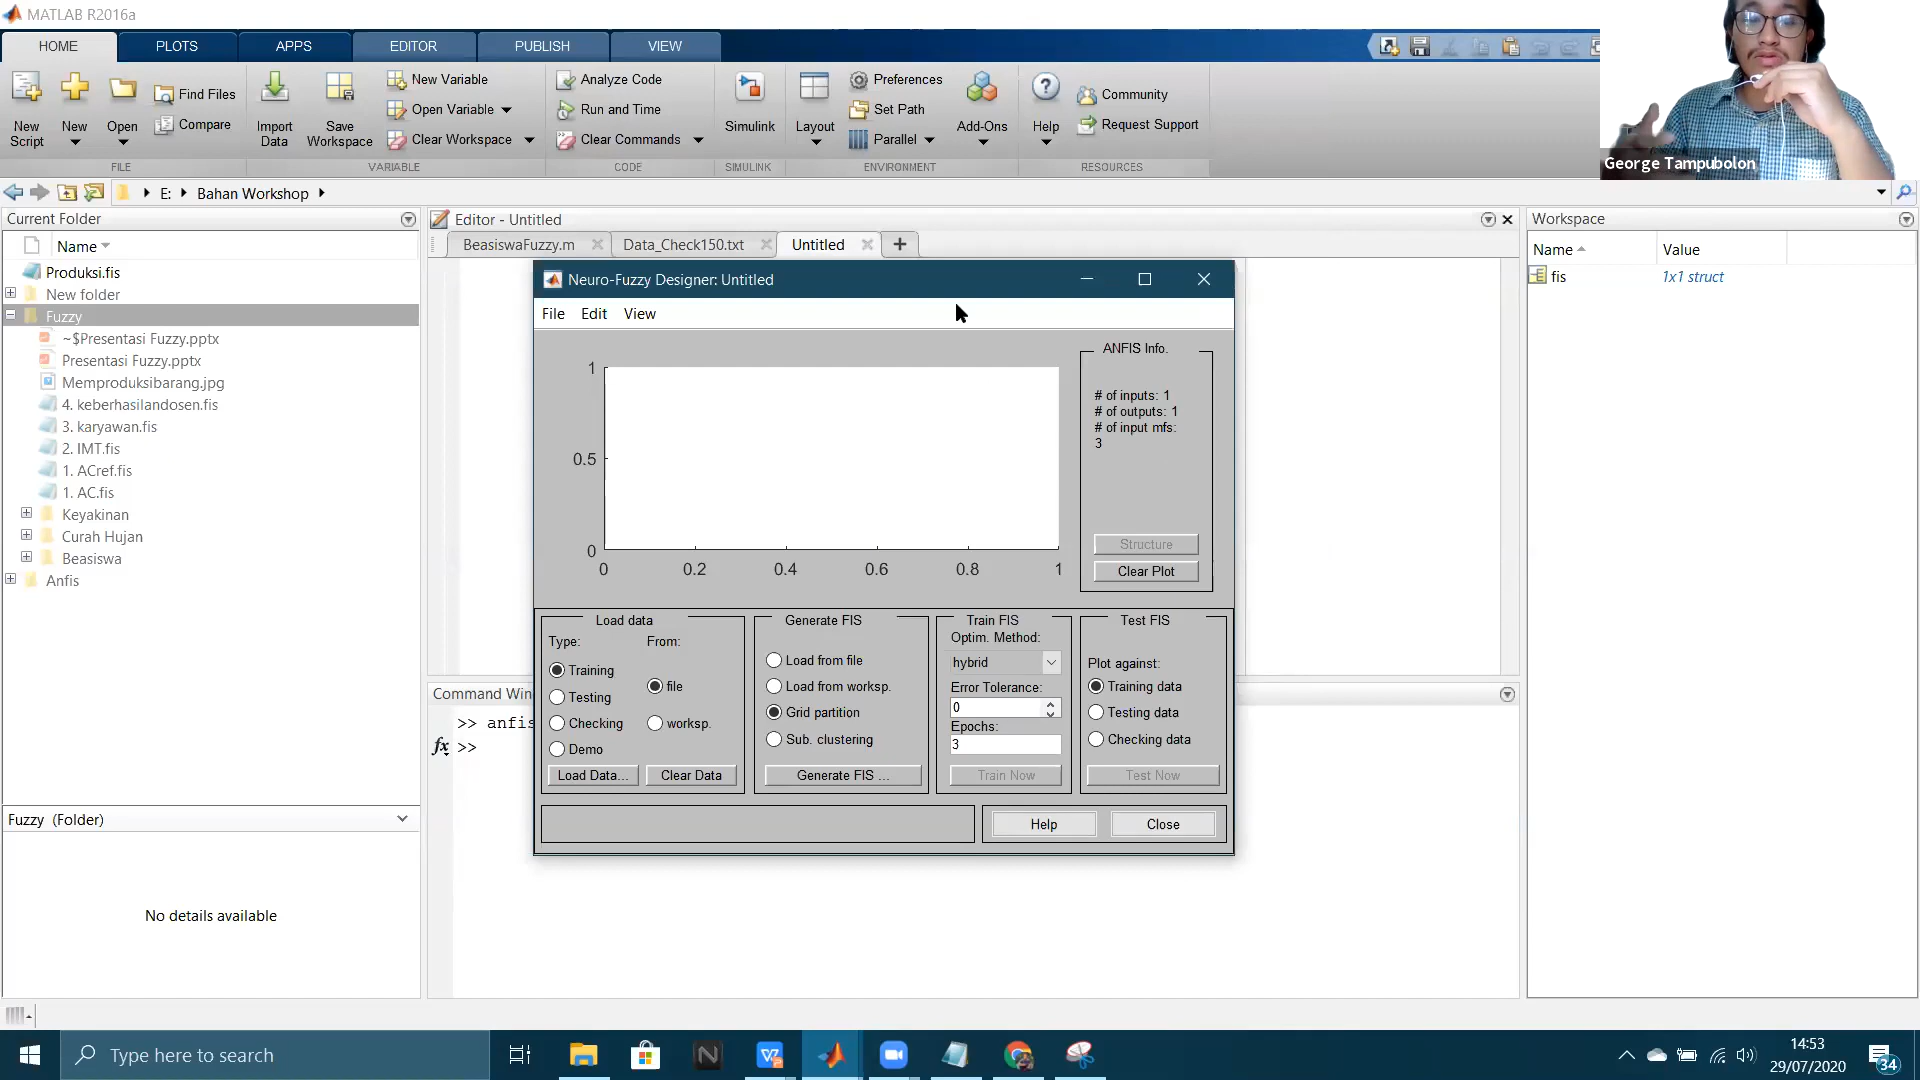 MATLAB R2016a
HOME
PLOTS
APPS
EDITOR
PUBLISH
VIEW
New Script
New
Open
Find Files
Compare
Import Data
Save Workspace
New Variable
Open Variable
Clear Workspace
Analyze Code
Run and Time
Clear Commands
Simulink
Layout
Preferences
Set Path
Parallel
Add-Ons
Help
Community
Request Support
FILE
VARIABLE
CODE
SIMULINK
ENVIRONMENT
RESOURCES
George Tampubolon
E:
Bahan Workshop
Current Folder
Name
Produksi.fis
New folder
Fuzzy
~$Presentasi Fuzzy.pptx
Presentasi Fuzzy.pptx
Memproduksibarang.jpg
4. keberhasilandosen.fis
3. karyawan.fis
2. IMT.fis
1. ACref.fis
1. AC.fis
Keyakinan
Curah Hujan
Beasiswa
Anfis
Fuzzy (Folder)
No details available
Editor - Untitled
BeasiswaFuzzy.m
Data_Check150.txt
Untitled
Neuro-Fuzzy Designer: Untitled
File
Edit
View
1
0.5
0
0
0.2
0.4
0.6
0.8
1
ANFIS Info.
# of inputs: 1
# of outputs: 1
# of input mfs:
3
Structure
Clear Plot
Load data
Type:
From:
Training
Testing
Checking
Demo
file
worksp.
Load Data...
Clear Data
Generate FIS
Load from file
Load from worksp.
Grid partition
Sub. clustering
Generate FIS ...
Train FIS
Optim. Method:
hybrid
Error Tolerance:
0
Epochs:
3
Train Now
Test FIS
Plot against:
Training data
Testing data
Checking data
Test Now
Help
Close
Command Win
>> anfis
fx >>
Workspace
Name
Value
fis
1x1 struct
Type here to search
14:53
29/07/2020
34